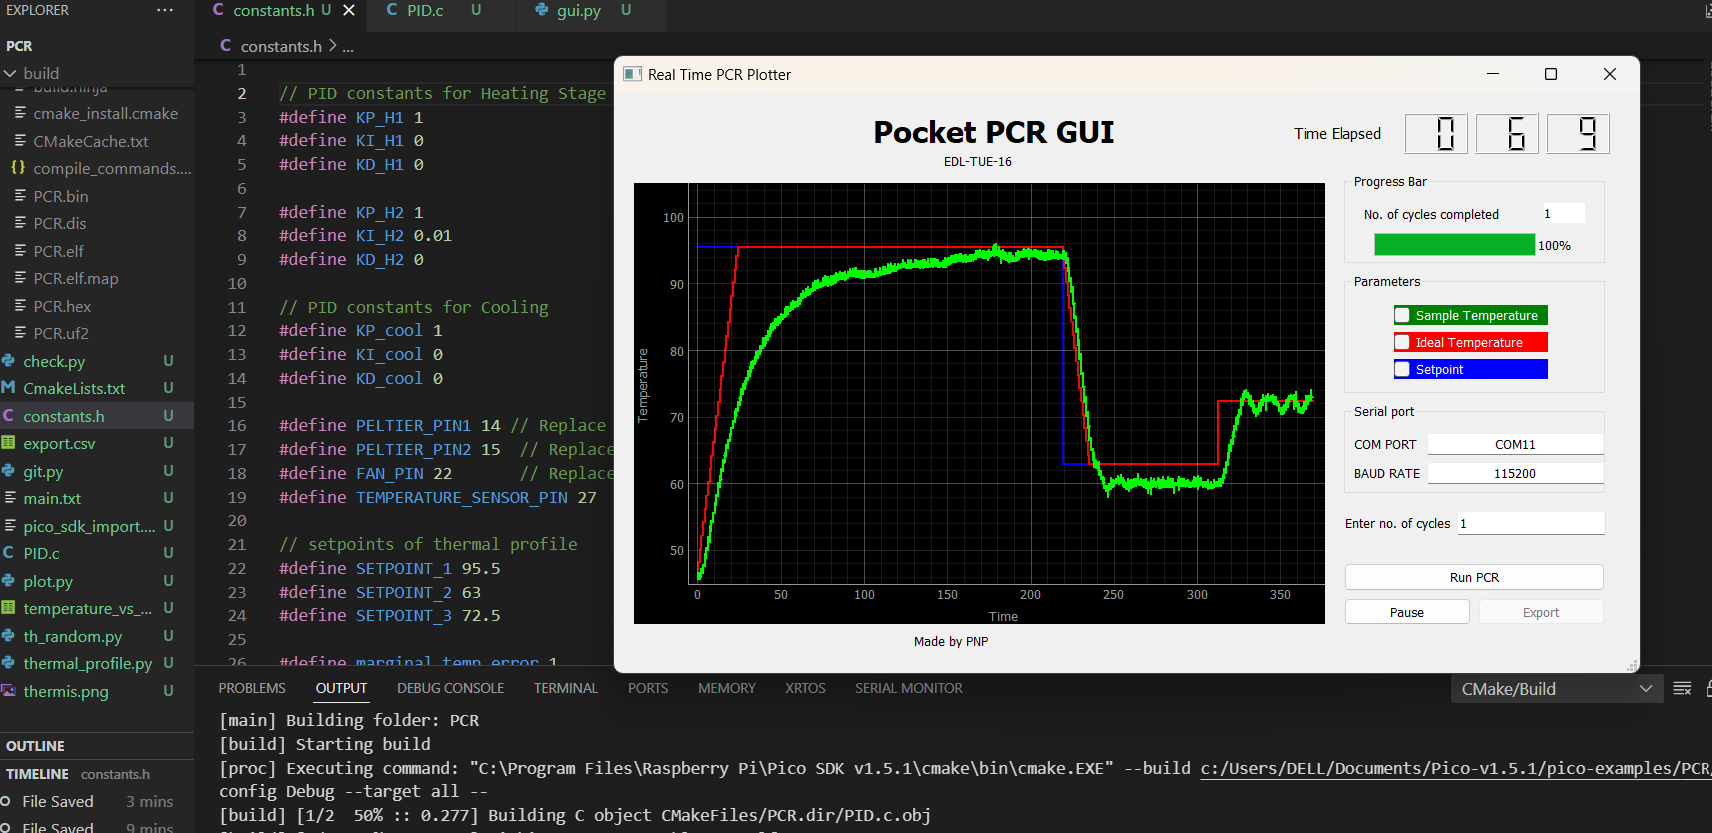 EXPLORER
PCR
build
build.ninja
cmake_install.cmake
CMakeCache.txt
compile_commands....
PCR.bin
PCR.dis
PCR.elf
PCR.elf.map
PCR.hex
PCR.uf2
check.py U
CmakeLists.txt U
constants.h U
export.csv U
git.py U
main.txt U
pico_sdk_import.... U
PID.c U
plot.py U
temperature_vs_... U
th_random.py U
thermal_profile.py U
thermis.png U
OUTLINE
TIMELINE constants.h
File Saved 3 mins
File Saved 9 mins
C constants.h U
C PID.c U
gui.py U
C constants.h > ...
1
2 // PID constants for Heating Stage
3 #define KP_H1 1
4 #define KI_H1 0
5 #define KD_H1 0
6
7 #define KP_H2 1
8 #define KI_H2 0.01
9 #define KD_H2 0
10
11 // PID constants for Cooling
12 #define KP_cool 1
13 #define KI_cool 0
14 #define KD_cool 0
15
16 #define PELTIER_PIN1 14 // Replace
17 #define PELTIER_PIN2 15 // Replace
18 #define FAN_PIN 22 // Replace
19 #define TEMPERATURE_SENSOR_PIN 27
20
21 // setpoints of thermal profile
22 #define SETPOINT_1 95.5
23 #define SETPOINT_2 63
24 #define SETPOINT_3 72.5
25
26 #define marginal_temp_error 1
Real Time PCR Plotter
Pocket PCR GUI
EDL-TUE-16
Time Elapsed 0 6 9
100
90
80
70
60
50
Temperature
0 50 100 150 200 250 300 350
Time
Made by PNP
Progress Bar
No. of cycles completed 1
100%
Parameters
Sample Temperature
Ideal Temperature
Setpoint
Serial port
COM PORT COM11
BAUD RATE 115200
Enter no. of cycles 1
Run PCR
Pause Export
PROBLEMS OUTPUT DEBUG CONSOLE TERMINAL PORTS MEMORY XRTOS SERIAL MONITOR
CMake/Build
[main] Building folder: PCR
[build] Starting build
[proc] Executing command: "C:\Program Files\Raspberry Pi\Pico SDK v1.5.1\cmake\bin\cmake.EXE" --build c:/Users/DELL/Documents/Pico-v1.5.1/pico-examples/PCR/
config Debug --target all --
[build] [1/2 50% :: 0.277] Building C object CMakeFiles/PCR.dir/PID.c.obj